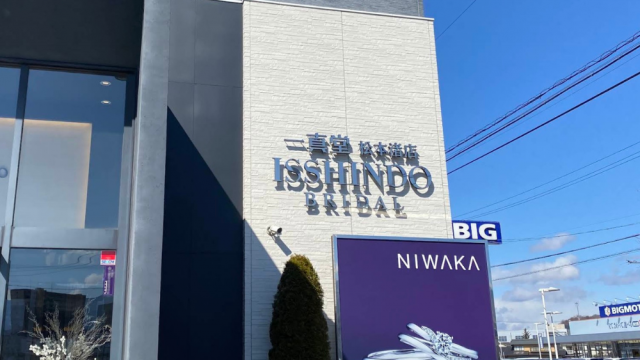 一真堂 松本港店
ISSHINDO
BRIDAL
BIG
NIWAKA
BIGMOT